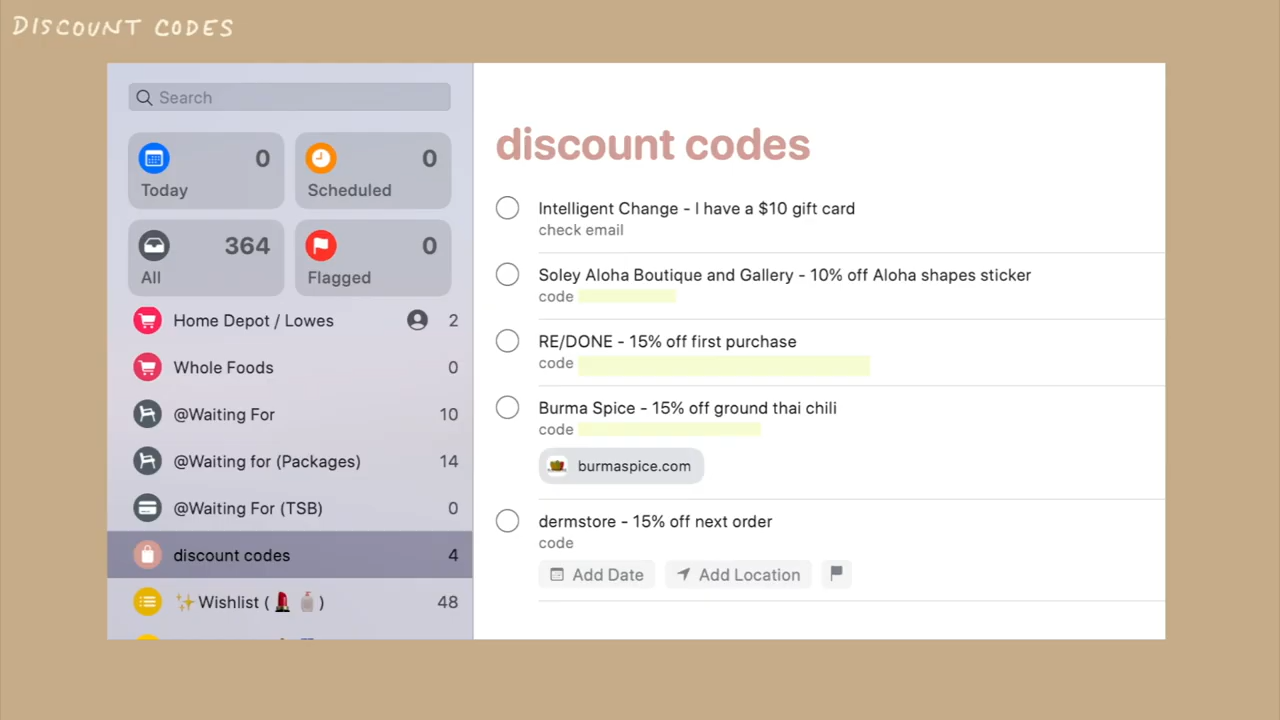 DISCOUNT CODES
Search
0
Today
0
Scheduled
364
All
0
Flagged
Home Depot / Lowes 2
Whole Foods 0
@Waiting For 10
@Waiting for (Packages) 14
@Waiting For (TSB) 0
discount codes 4
✨Wishlist (💄🧴) 48
discount codes
Intelligent Change - I have a $10 gift card
check email
Soley Aloha Boutique and Gallery - 10% off Aloha shapes sticker
code
RE/DONE - 15% off first purchase
code
Burma Spice - 15% off ground thai chili
code
burmaspice.com
dermstore - 15% off next order
code
Add Date Add Location